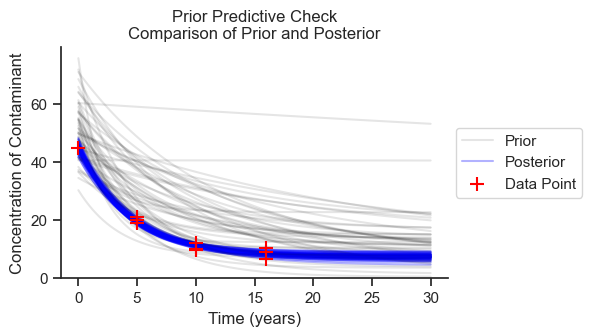 Prior Predictive Check
Comparison of Prior and Posterior
Concentration of Contaminant
60
40
20
0
0 5 10 15 20 25 30
Time (years)
Prior
Posterior
Data Point